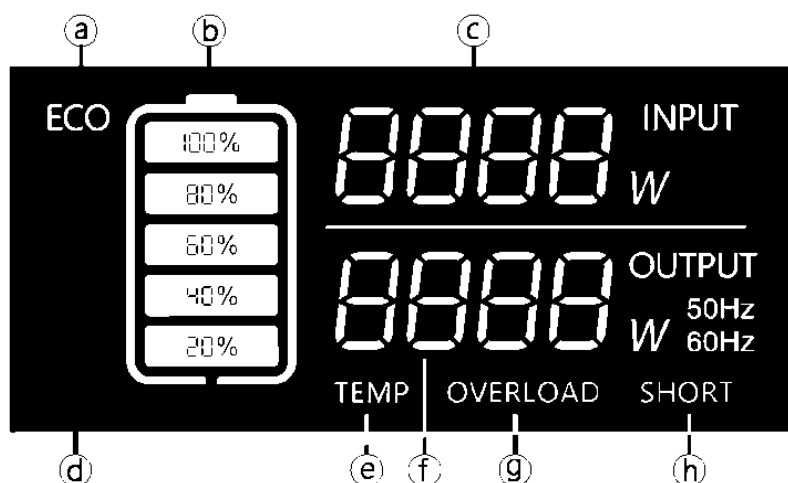 ⓐ ⓑ ⓒ
ECO
100%
80%
60%
40%
20%
8888 INPUT
W
8888 OUTPUT
W 50Hz
60Hz
TEMP OVERLOAD SHORT
ⓓ ⓔ ⓕ ⓖ ⓗ